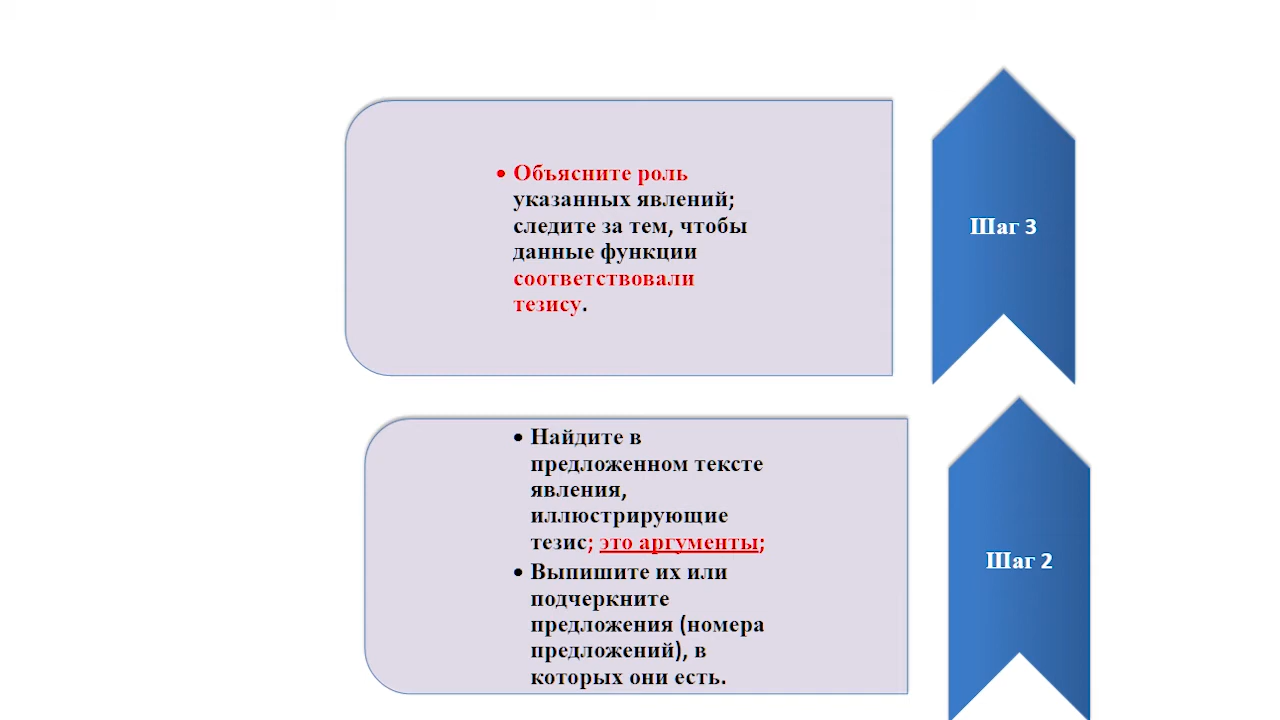 • Объясните роль
указанных явлений;
следите за тем, чтобы
данные функции
соответствовали
тезису.
Шаг 3
• Найдите в
предложенном тексте
явления,
иллюстрирующие
тезис; это аргументы;
• Выпишите их или
подчеркните
предложения (номера
предложений), в
которых они есть.
Шаг 2